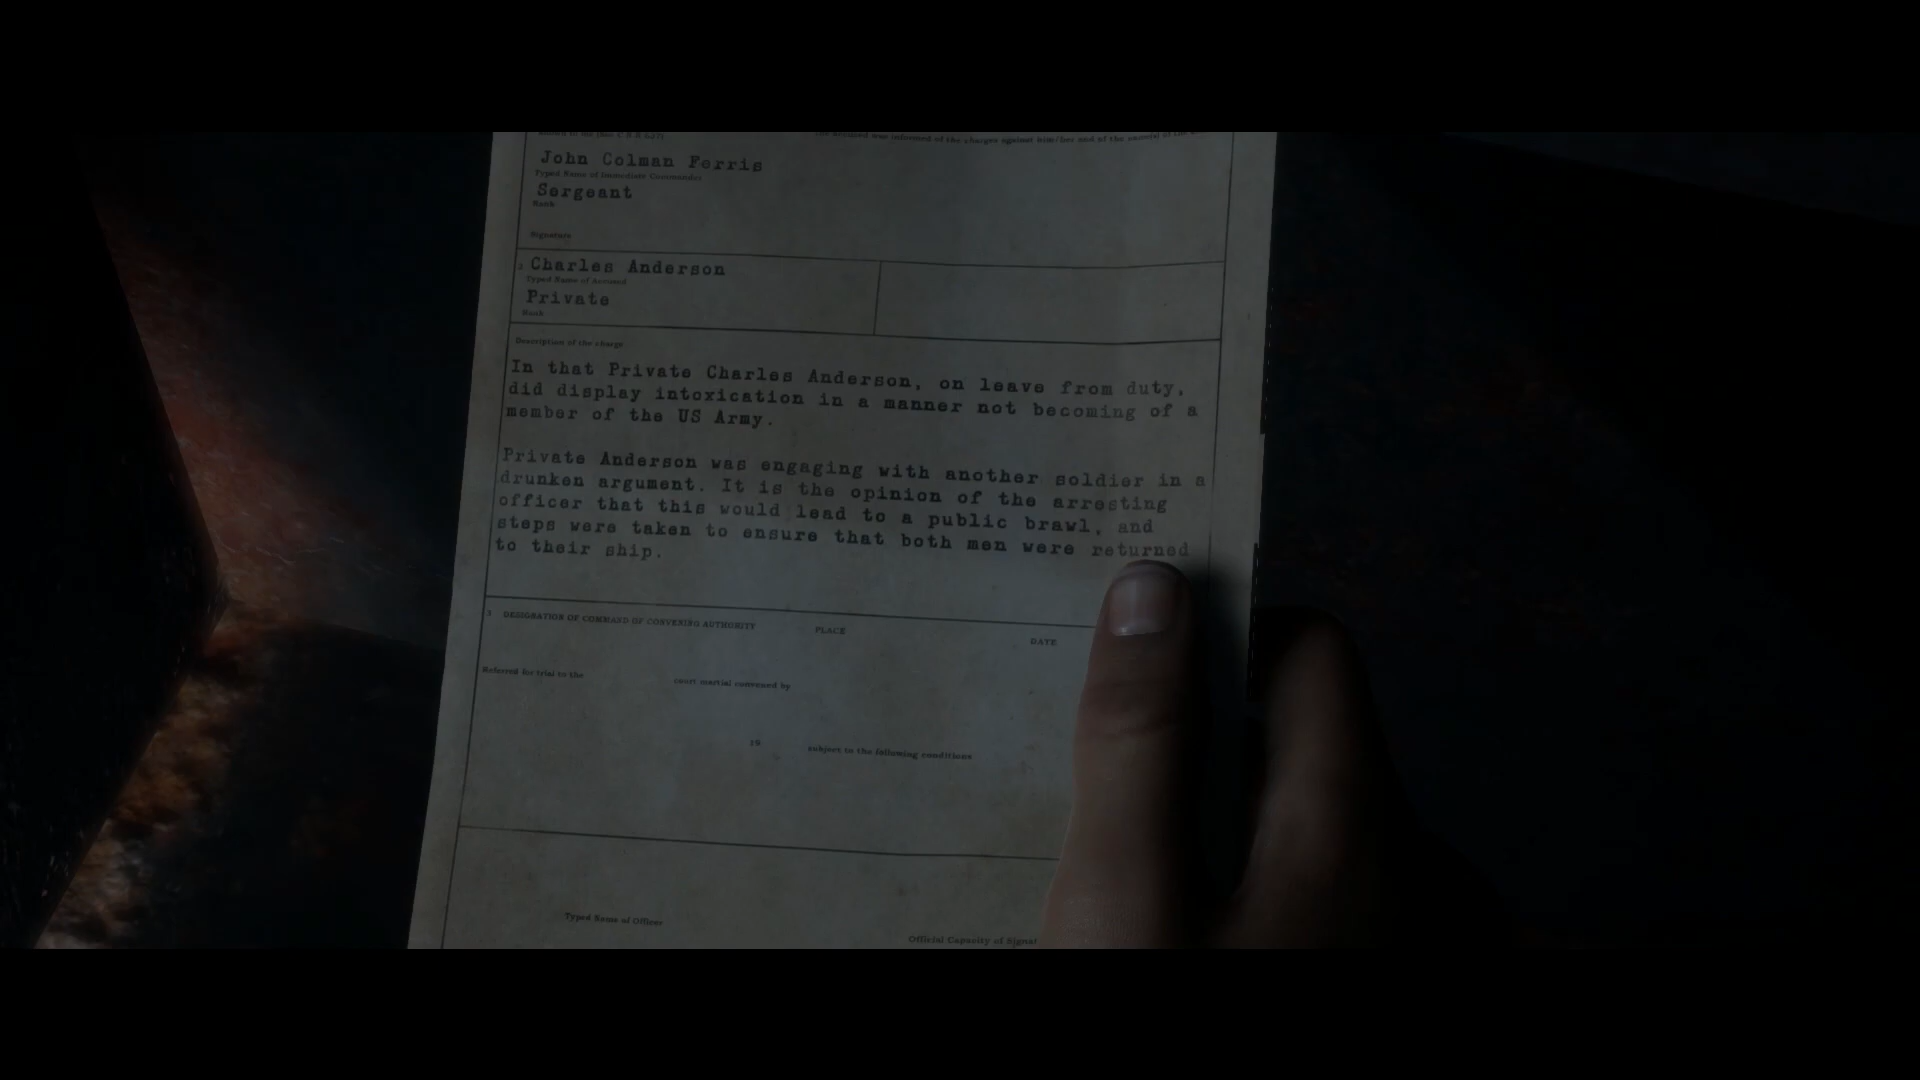 John Colman Ferris
Typed Name of Immediate Commander
Sergeant
Rank
Signature
Charles Anderson
Typed Name of Accused
Private
Rank
Description of the charge
In that Private Charles Anderson, on leave from duty,
did display intoxication in a manner not becoming of a
member of the US Army.
Private Anderson was engaging with another soldier in a
drunken argument. It is the opinion of the arresting
officer that this would lead to a public brawl, and
steps were taken to ensure that both men were returned
to their ship.
3 DESIGNATION OF COMMAND OF CONVENING AUTHORITY PLACE DATE
Referred for trial to the court martial convened by
19 subject to the following conditions
Typed Name of Officer
Official Capacity of Signat